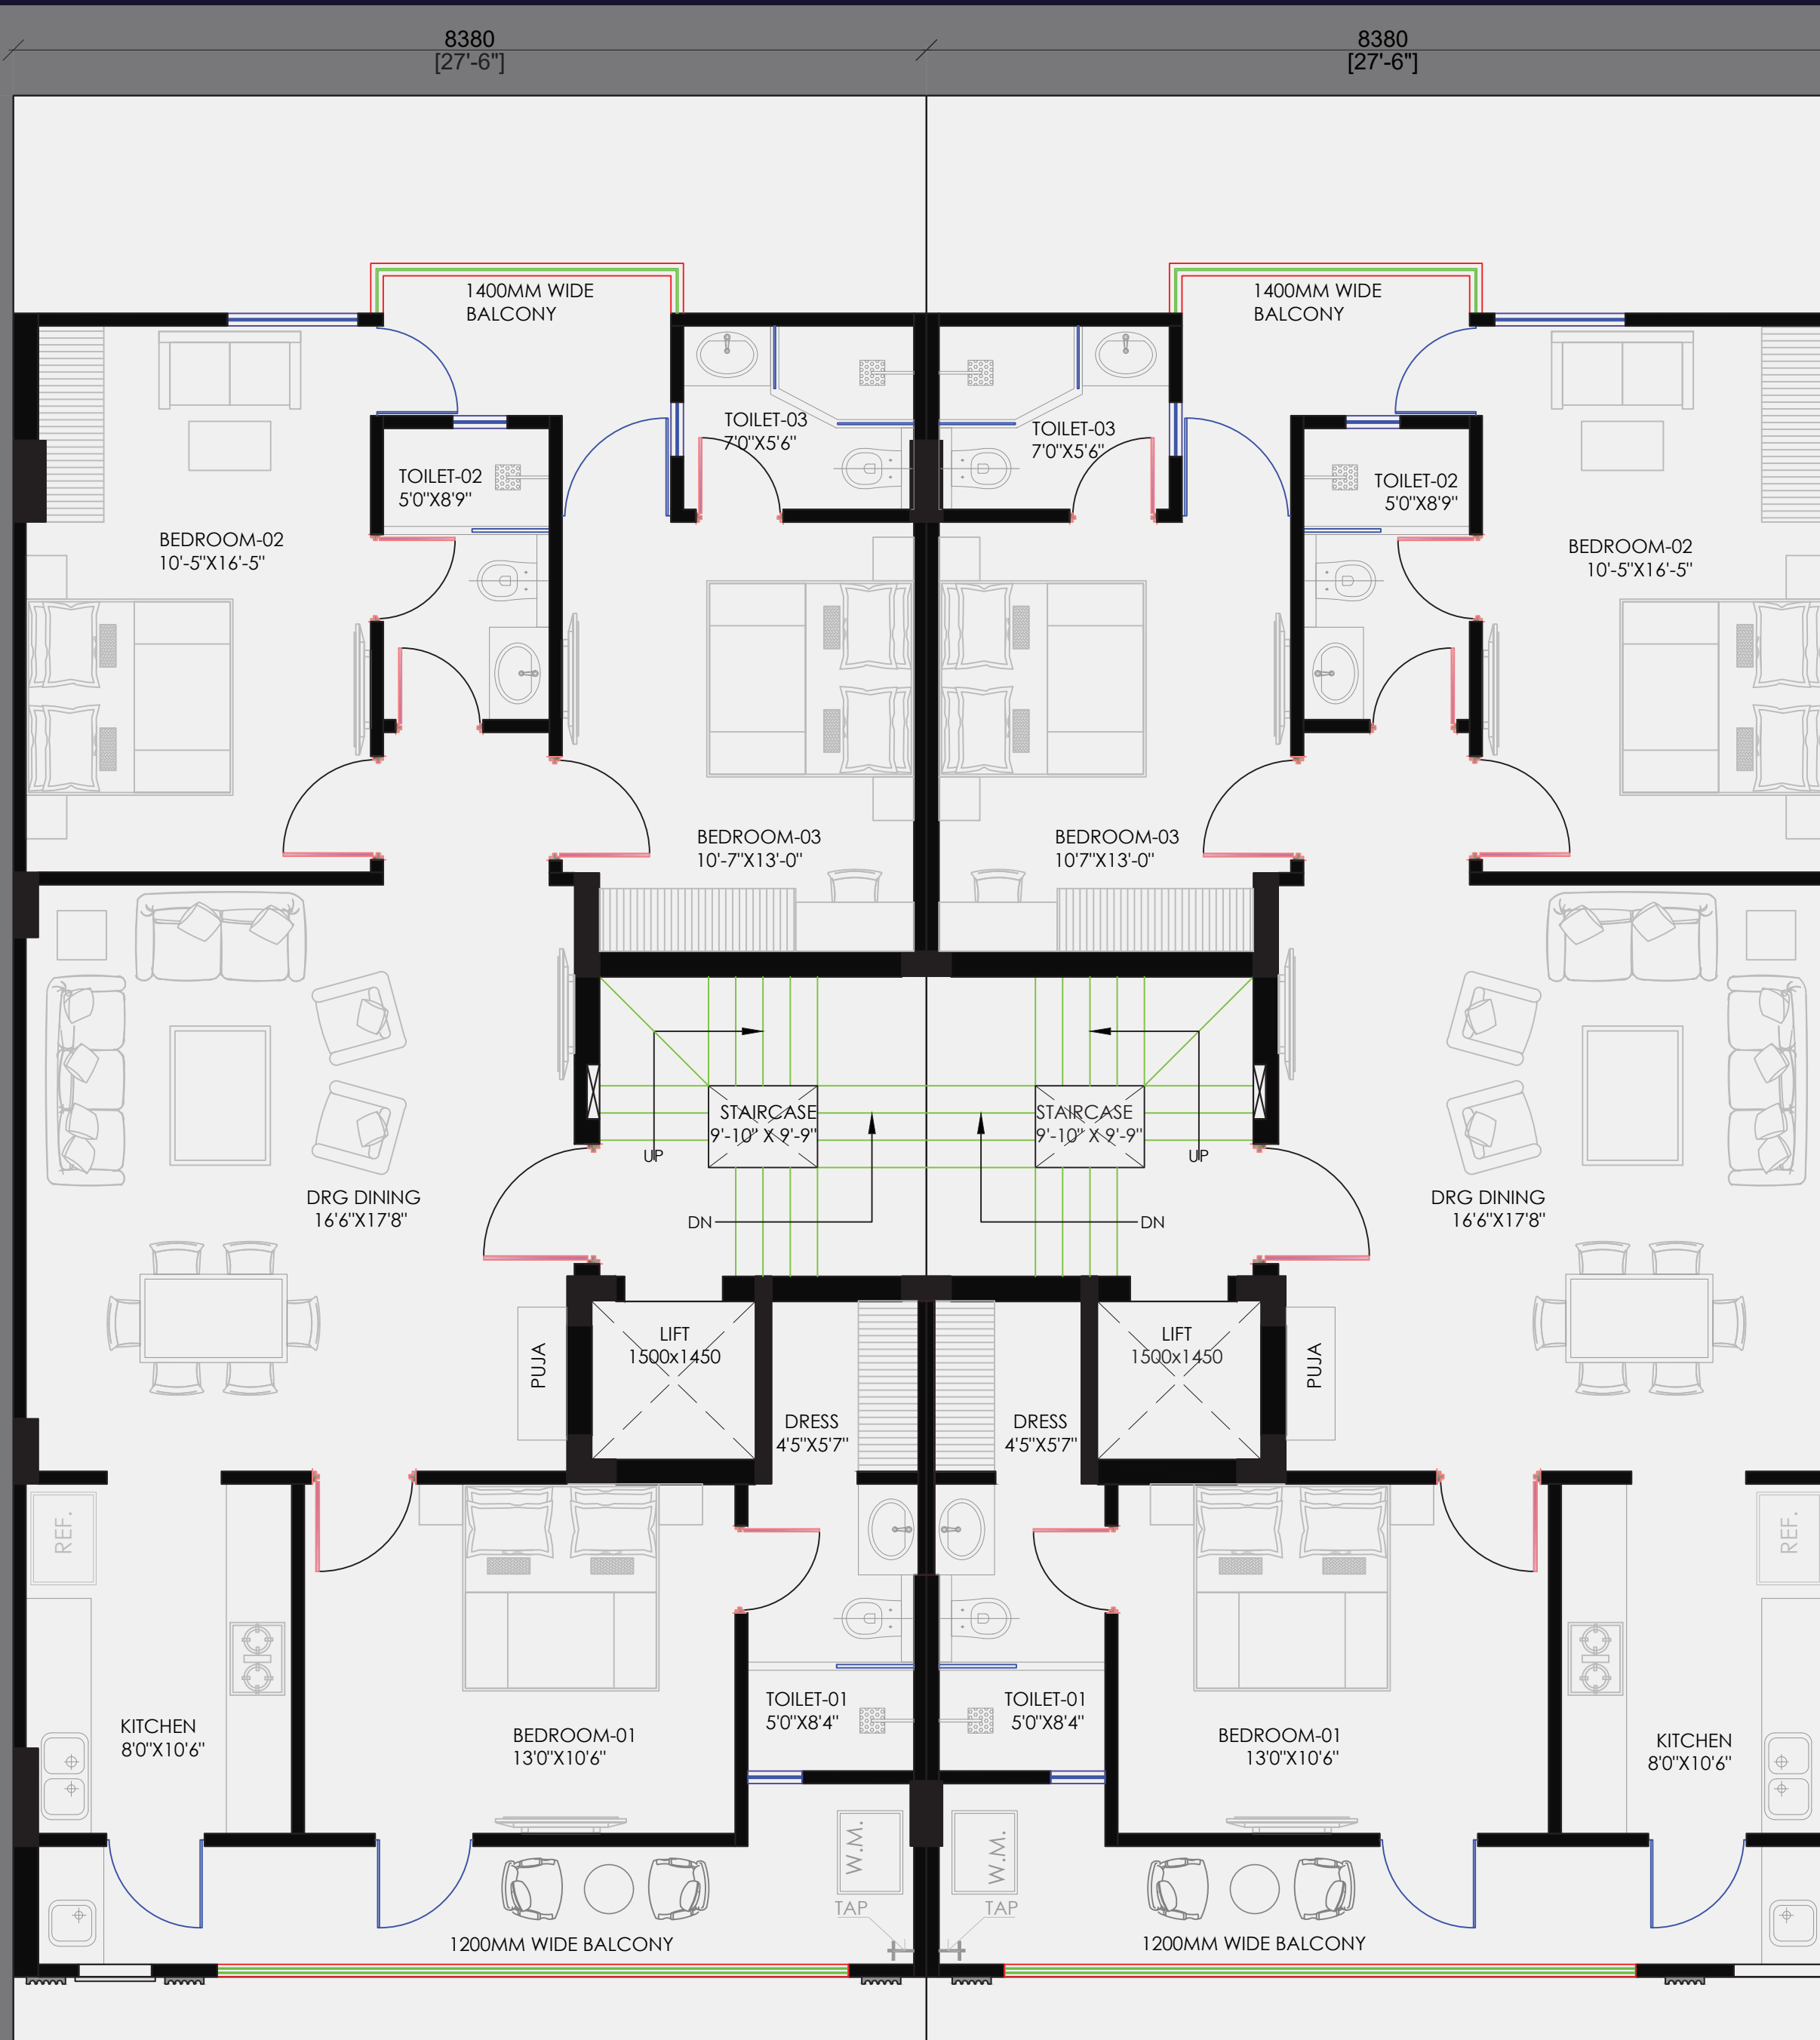 8380
[27'-6"]
8380
[27'-6"]
1400MM WIDE
BALCONY
1400MM WIDE
BALCONY
TOILET-03
7'0"X5'6"
TOILET-03
7'0"X5'6"
TOILET-02
5'0"X8'9"
TOILET-02
5'0"X8'9"
BEDROOM-02
10'-5"X16'-5"
BEDROOM-02
10'-5"X16'-5"
BEDROOM-03
10'-7"X13'-0"
BEDROOM-03
10'7"X13'-0"
STAIRCASE
9'-10" X 9'-9"
STAIRCASE
9'-10" X 9'-9"
UP
UP
DRG DINING
16'6"X17'8"
DN
DN
DRG DINING
16'6"X17'8"
PUJA
LIFT
1500x1450
LIFT
1500x1450
PUJA
DRESS
4'5"X5'7"
DRESS
4'5"X5'7"
REF.
REF.
KITCHEN
8'0"X10'6"
BEDROOM-01
13'0"X10'6"
TOILET-01
5'0"X8'4"
TOILET-01
5'0"X8'4"
BEDROOM-01
13'0"X10'6"
KITCHEN
8'0"X10'6"
W.M.
W.M.
TAP
TAP
1200MM WIDE BALCONY
1200MM WIDE BALCONY